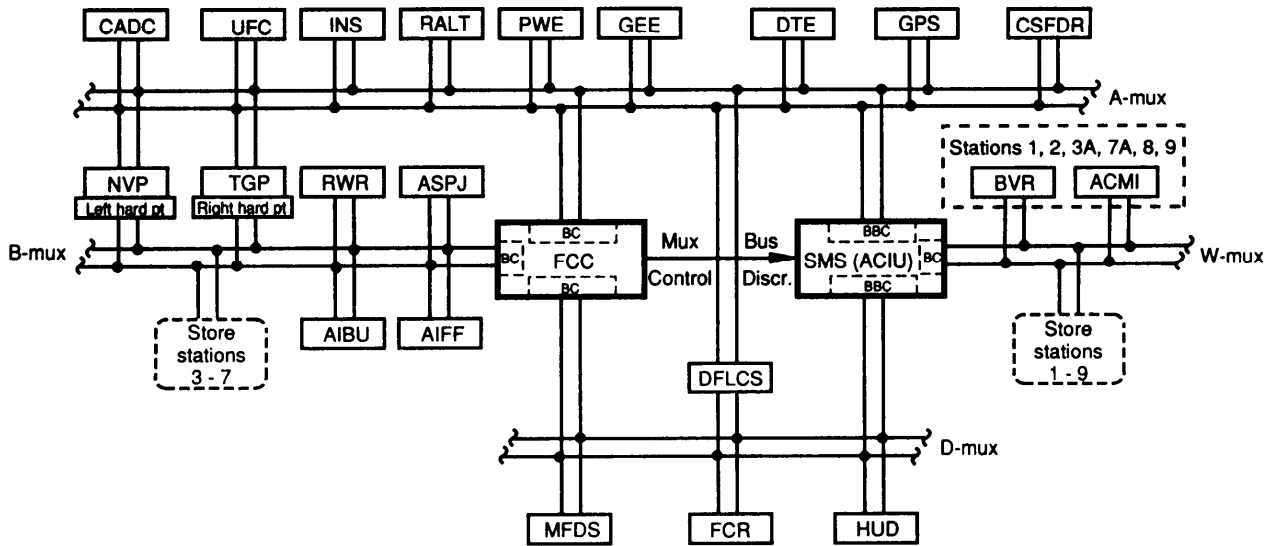 CADC
UFC
INS
RALT
PWE
GEE
DTE
GPS
CSFDR
A-mux
Stations 1, 2, 3A, 7A, 8, 9
NVP
TGP
RWR
ASPJ
BVR
ACMI
Left hard pt
Right hard pt
B-mux
BC
BC
FCC
BC
Mux
Control
Bus
Discr.
BBC
SMS (ACIU)
BC
BBC
W-mux
Store
stations
3 - 7
AIBU
AIFF
Store
stations
1 - 9
DFLCS
D-mux
MFDS
FCR
HUD